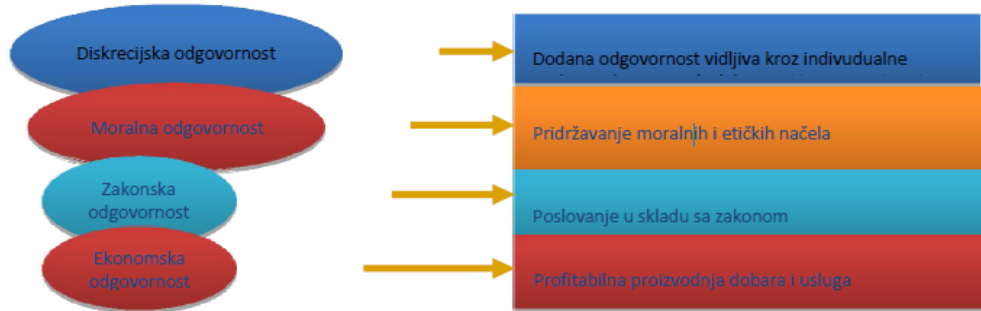 Diskrecijska odgovornost
Dodana odgovornost vidljiva kroz indivudualne
Moralna odgovornost
Pridržavanje moralnih i etičkih načela
Zakonska
odgovornost
Poslovanje u skladu sa zakonom
Ekonomska
odgovornost
Profitabilna proizvodnja dobara i usluga